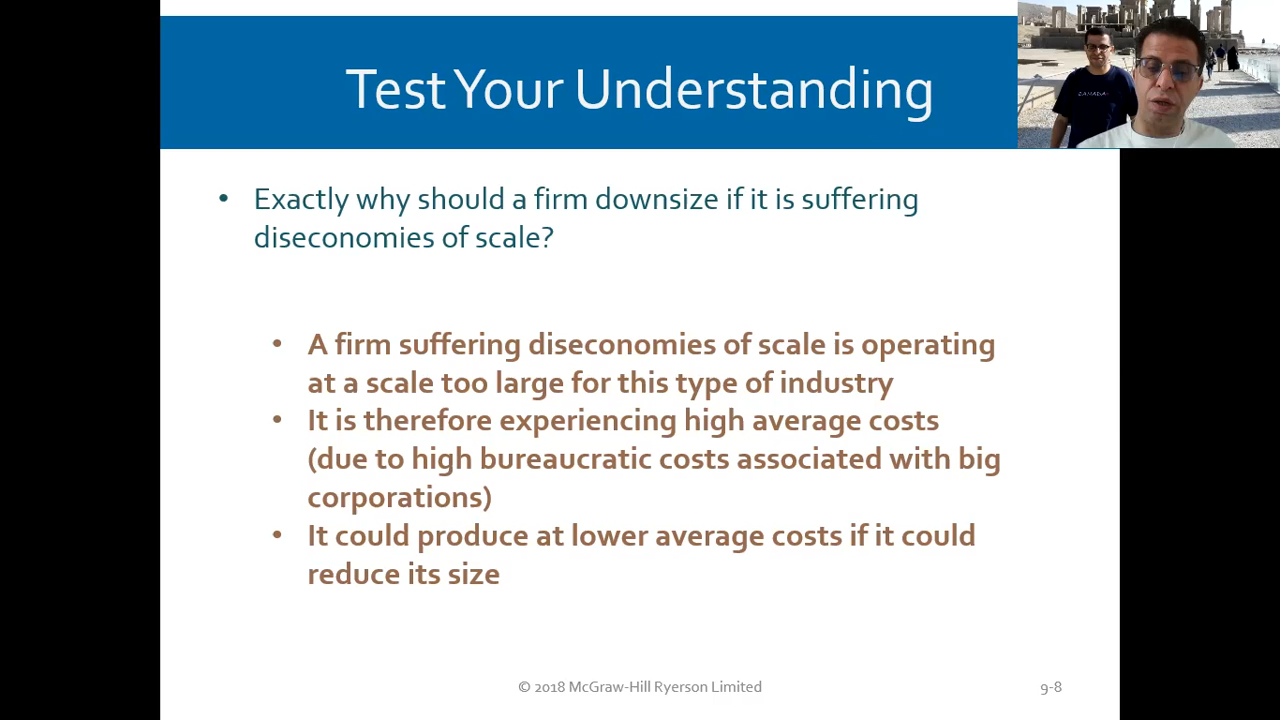 Test Your Understanding
• Exactly why should a firm downsize if it is suffering
diseconomies of scale?
• A firm suffering diseconomies of scale is operating
at a scale too large for this type of industry
• It is therefore experiencing high average costs
(due to high bureaucratic costs associated with big
corporations)
• It could produce at lower average costs if it could
reduce its size
© 2018 McGraw-Hill Ryerson Limited
9-8
CANADA